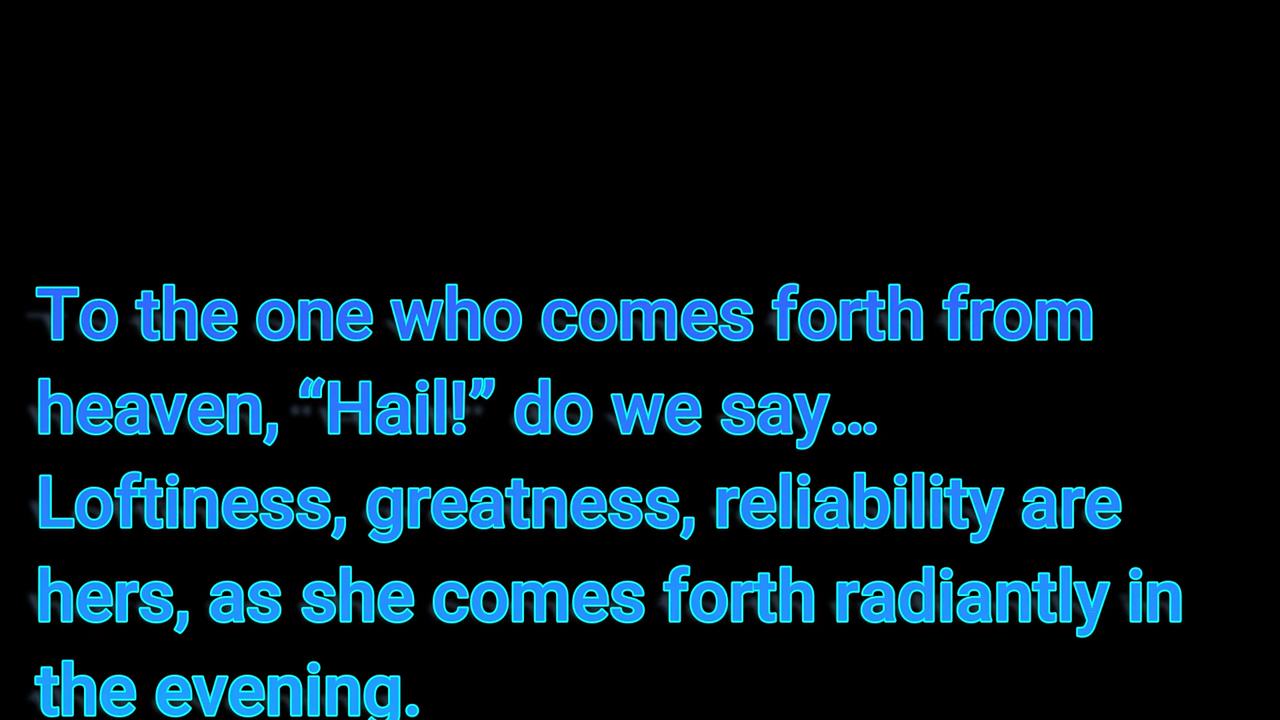 To the one who comes forth from
heaven, “Hail!” do we say...
Loftiness, greatness, reliability are
hers, as she comes forth radiantly in
the evening.